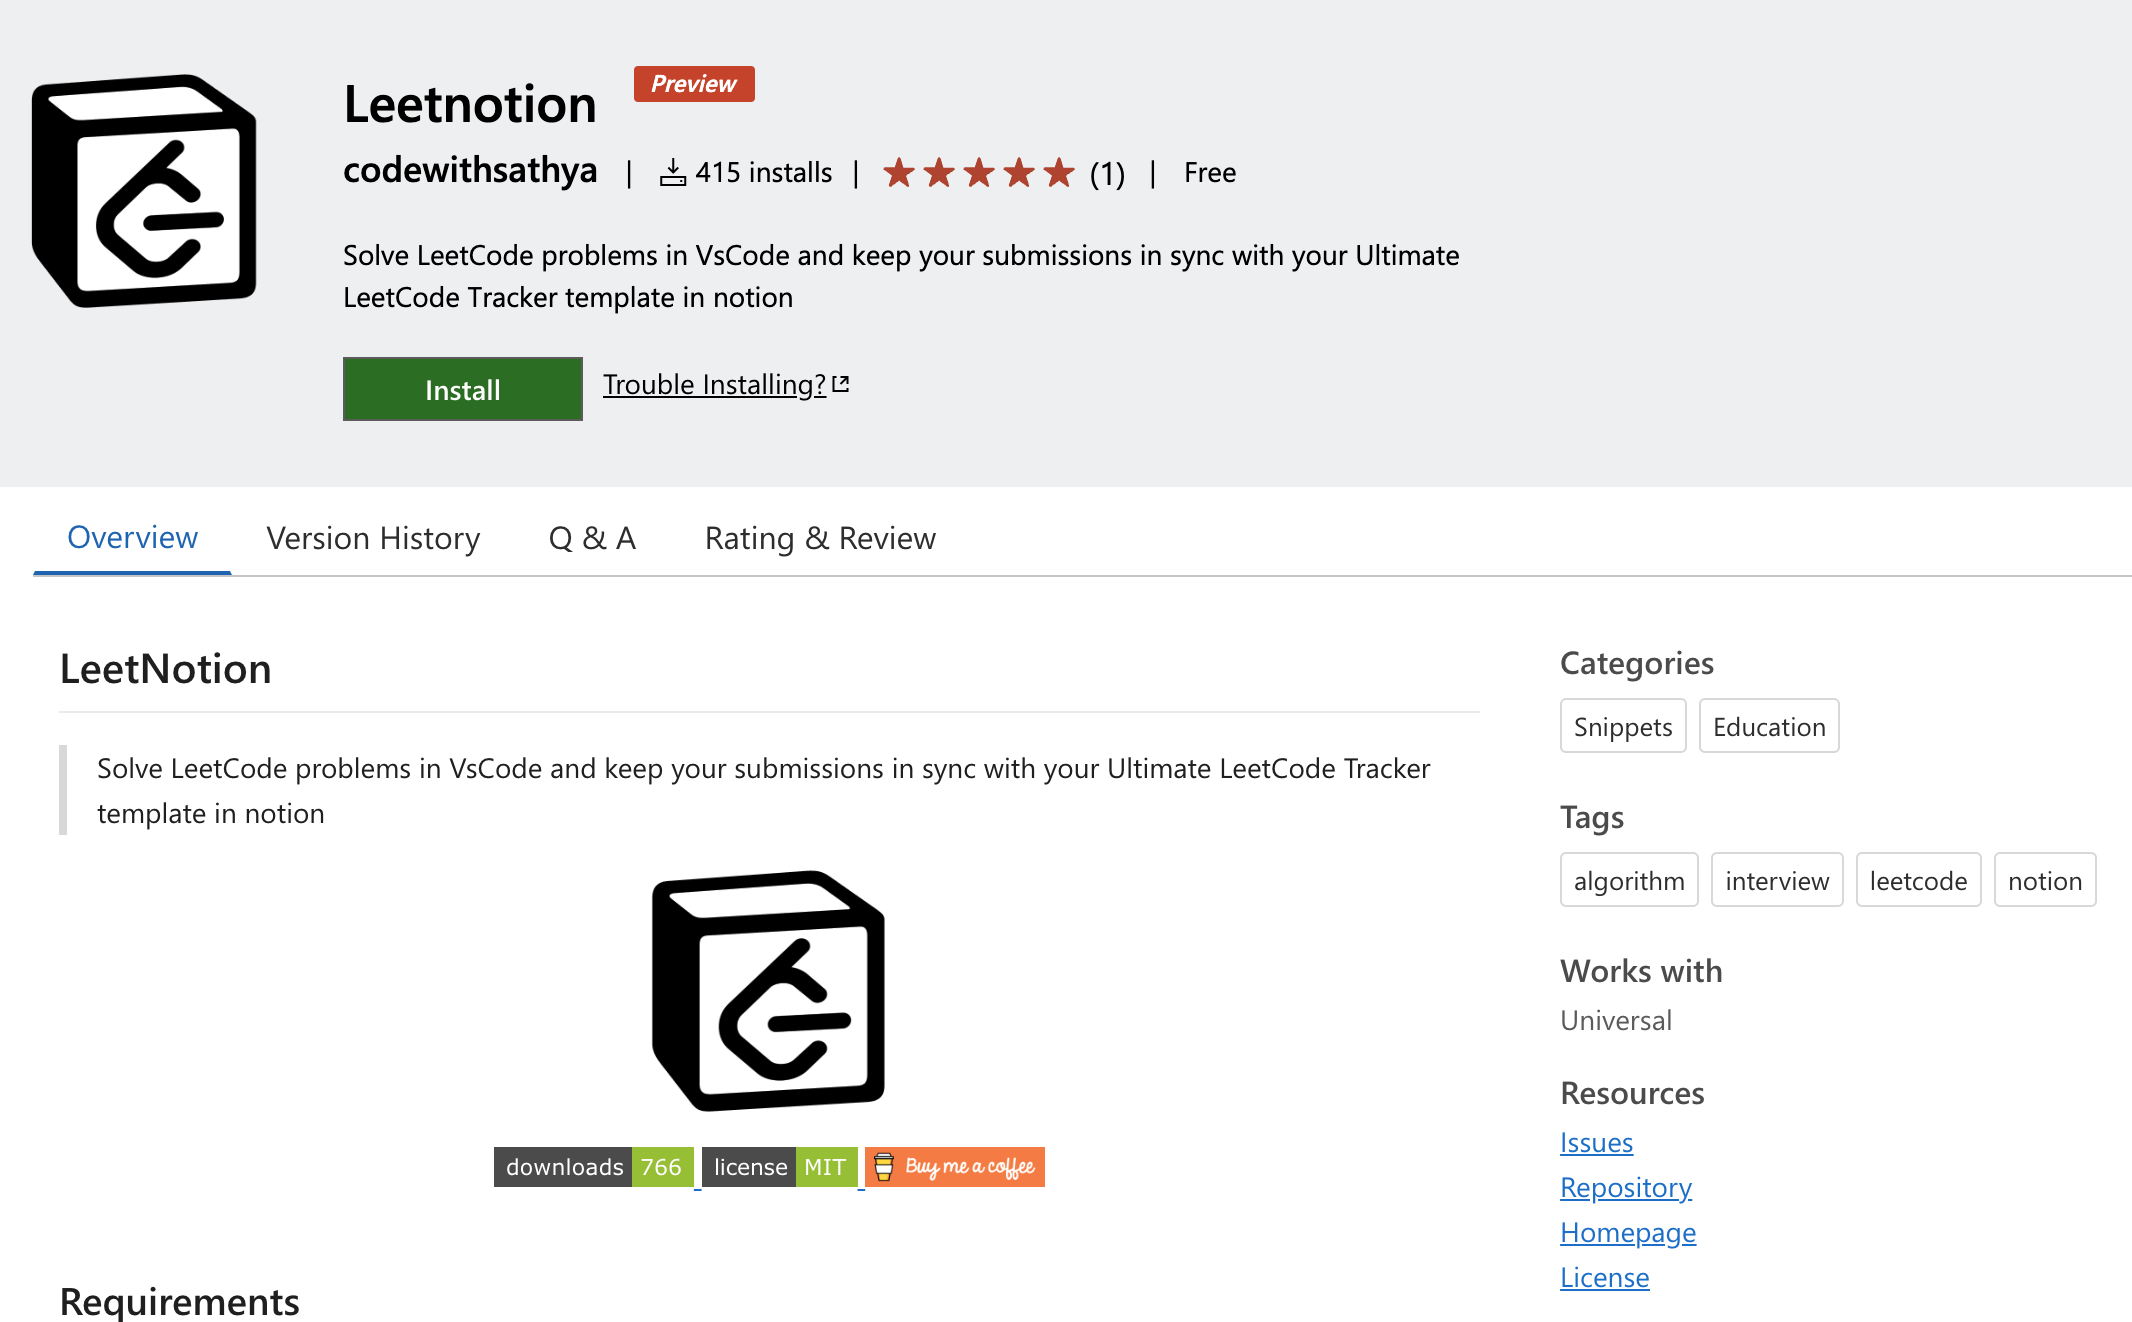 Leetnotion
Preview
codewithsathya | 415 installs | (1) | Free
Solve LeetCode problems in VsCode and keep your submissions in sync with your Ultimate
LeetCode Tracker template in notion
Install
Trouble Installing?
Overview
Version History
Q & A
Rating & Review
LeetNotion
Solve LeetCode problems in VsCode and keep your submissions in sync with your Ultimate LeetCode Tracker
template in notion
downloads 766
license MIT
Buy me a coffee
Requirements
Categories
Snippets
Education
Tags
algorithm
interview
leetcode
notion
Works with
Universal
Resources
Issues
Repository
Homepage
License